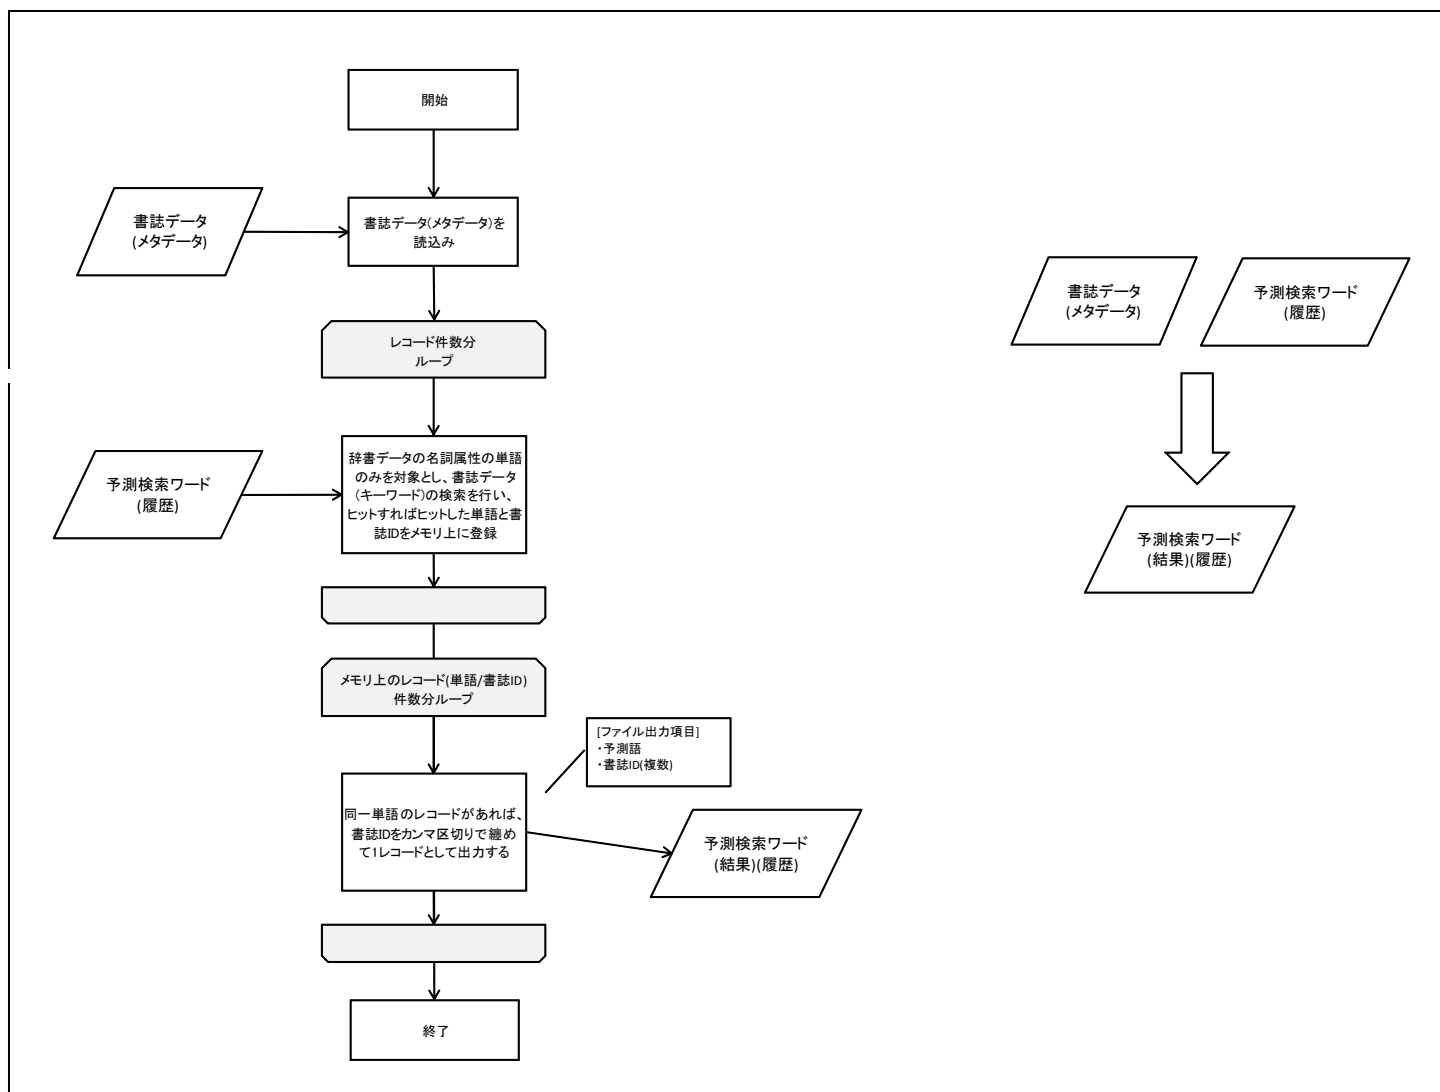 開始
書誌データ
(メタデータ)
書誌データ(メタデータ)を
読込み
レコード件数分
ループ
予測検索ワード
(履歴)
辞書データの名詞属性の単語
のみを対象とし、書誌データ
(キーワード)の検索を行い、
ヒットすればヒットした単語と書
誌IDをメモリ上に登録
メモリ上のレコード(単語/書誌ID)
件数分ループ
[ファイル出力項目]
・予測語
・書誌ID(複数)
同一単語のレコードがあれば、
書誌IDをカンマ区切りで纏め
て1レコードとして出力する
予測検索ワード
(結果)(履歴)
終了
書誌データ
(メタデータ)
予測検索ワード
(履歴)
予測検索ワード
(結果)(履歴)